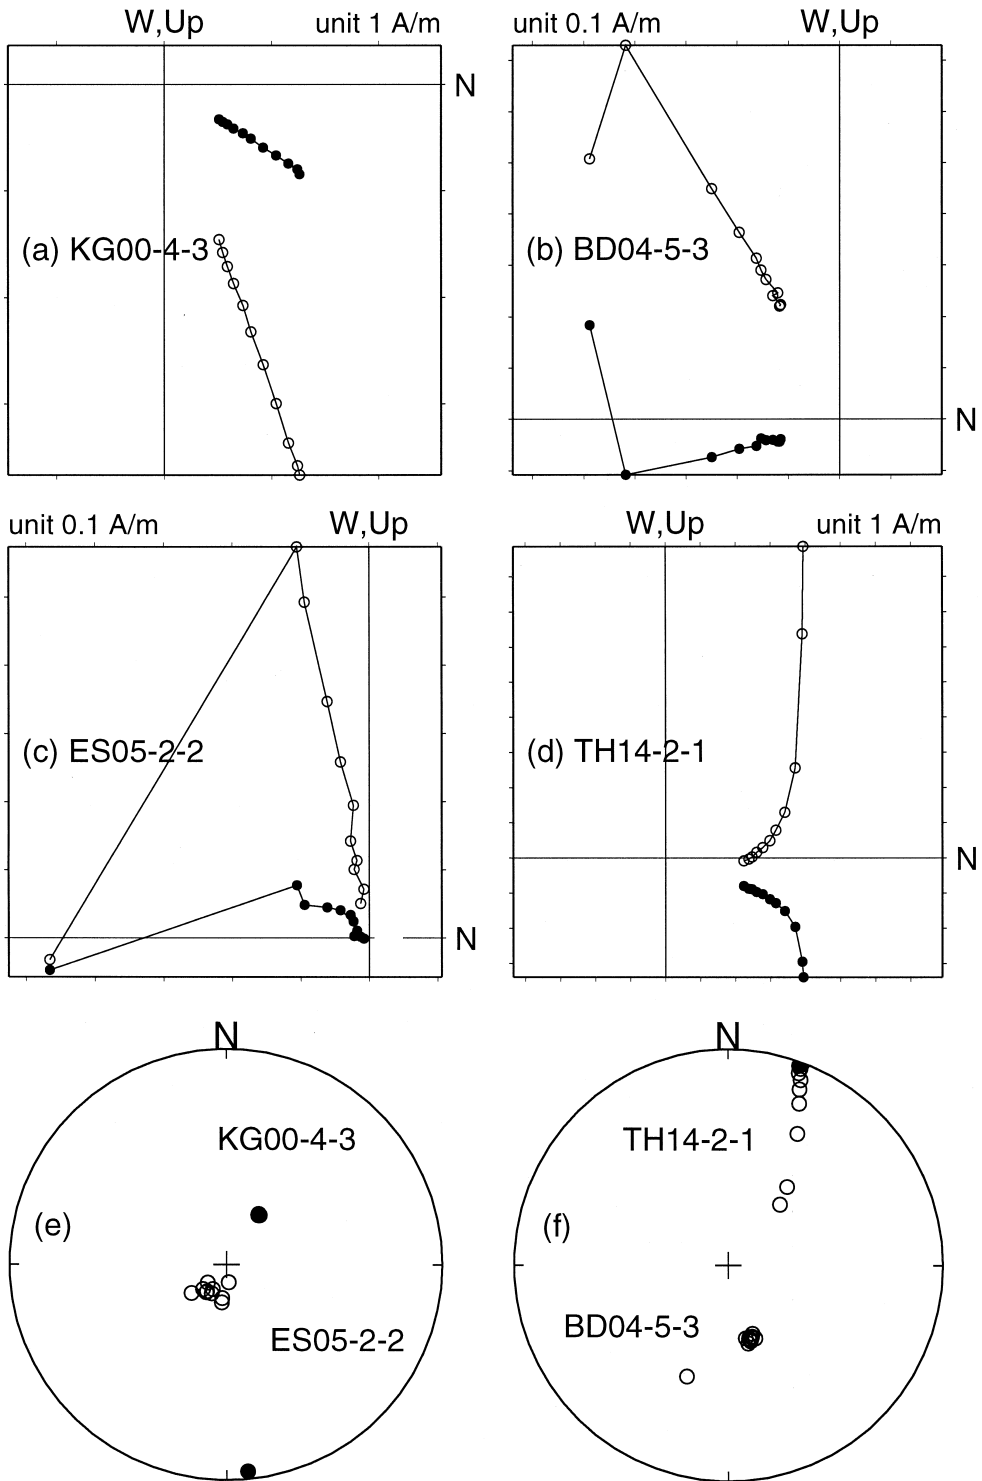 W,Up unit 1 A/m
N
(a) KG00-4-3
unit 0.1 A/m W,Up
(b) BD04-5-3
N
unit 0.1 A/m W,Up
(c) ES05-2-2
N
W,Up unit 1 A/m
(d) TH14-2-1
N
N
KG00-4-3
(e)
ES05-2-2
N
TH14-2-1
(f)
BD04-5-3